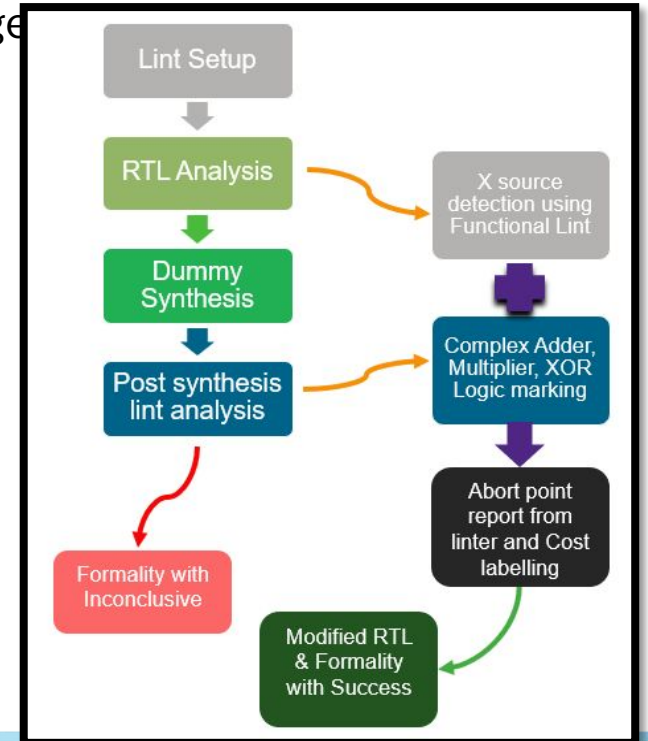 Lint Setup
RTL Analysis
X source
detection using
Functional Lint
Dummy
Synthesis
Post synthesis
lint analysis
Complex Adder,
Multiplier, XOR
Logic marking
Abort point
report from
linter and Cost
labelling
Formality with
Inconclusive
Modified RTL
& Formality
with Success